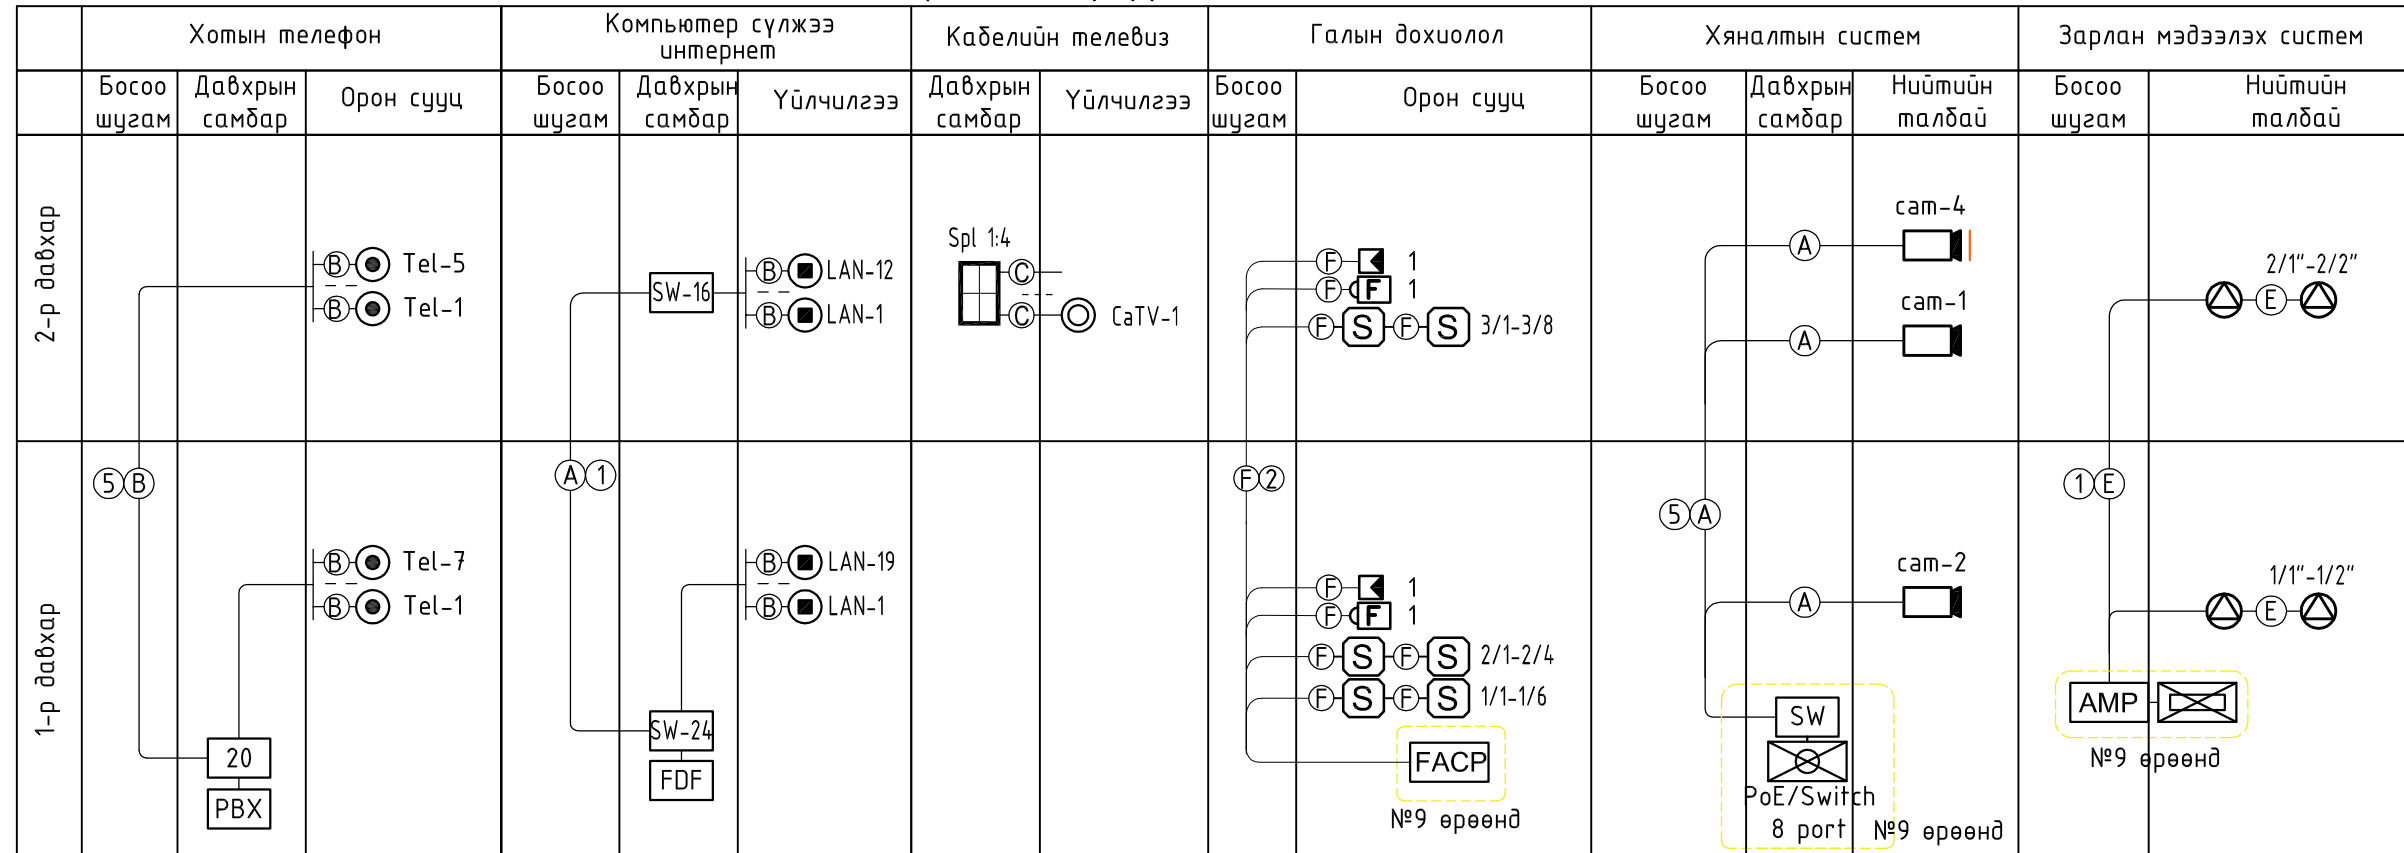 Хотын телефон
Компьютер сүлжээ
интернет
Кабелийн телевиз
Галын дохиолол
Хяналтын систем
Зарлан мэдээлэх систем
Босоо
шугам
Давхрын
самбар
Орон сууц
Босоо
шугам
Давхрын
самбар
Үйлчилгээ
Давхрын
самбар
Үйлчилгээ
Босоо
шугам
Орон сууц
Босоо
шугам
Давхрын
самбар
Нийтийн
талбай
Босоо
шугам
Нийтийн
талбай
2-р давхар
B Tel-5
B Tel-1
SW-16
B LAN-12
B LAN-1
Spl 1:4
C
C CaTV-1
F 1
F F 1
F S F S 3/1-3/8
cam-4
A
cam-1
A
2/1"-2/2"
E
1-р давхар
5 B
A 1
F 2
5 A
1 E
B Tel-7
B Tel-1
20
PBX
B LAN-19
B LAN-1
SW-24
FDF
F 1
F F 1
F S F S 2/1-2/4
F S F S 1/1-1/6
FACP
№9 өрөөнд
cam-2
A
SW
PoE/Switch
8 port
№9 өрөөнд
1/1"-1/2"
E
AMP
№9 өрөөнд